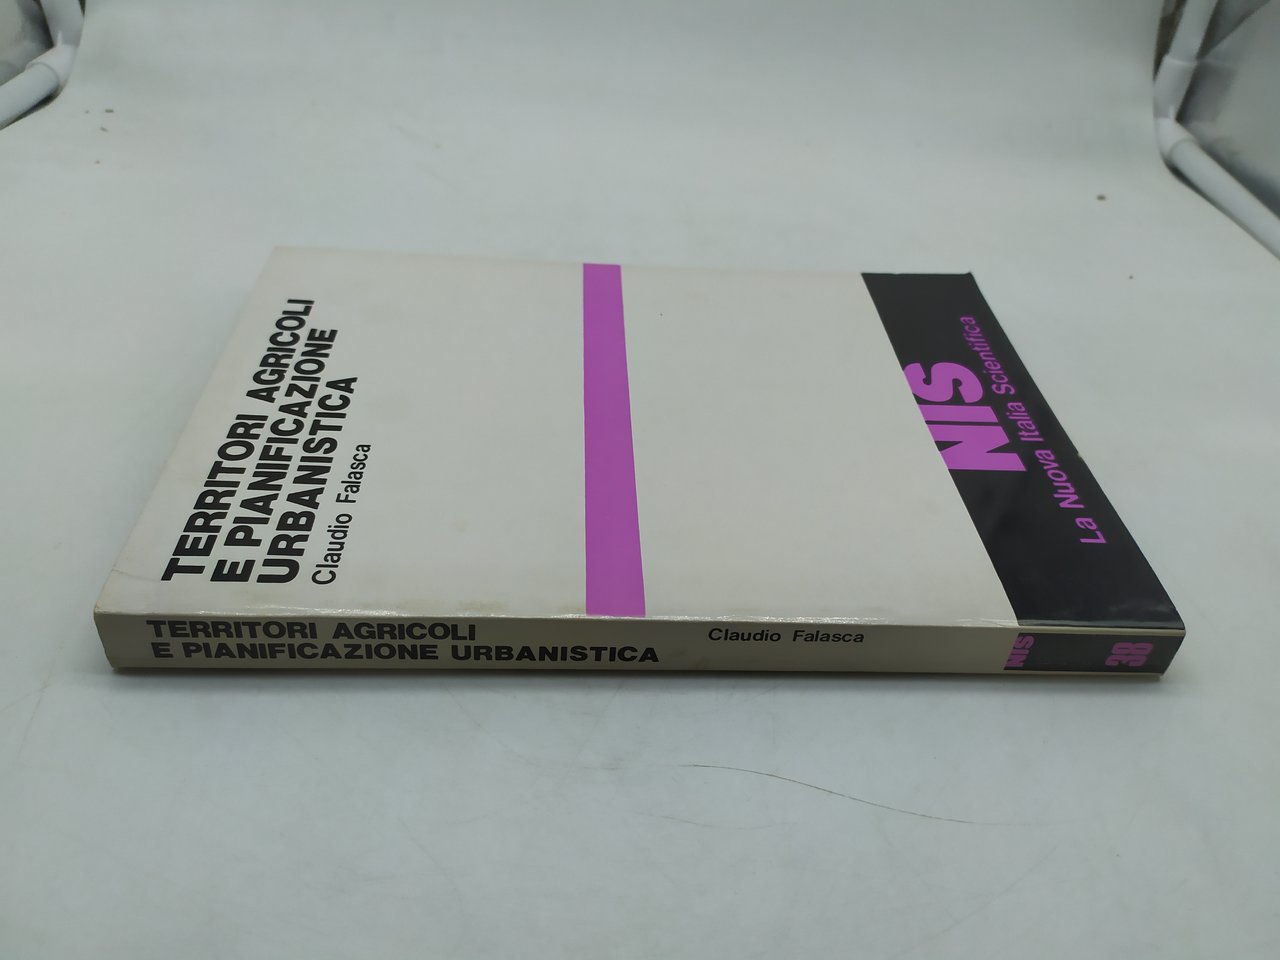 TERRITORI AGRICOLI
E PIANIFICAZIONE
URBANISTICA
Claudio Falasca
NIS
La Nuova Italia Scientifica
TERRITORI AGRICOLI
E PIANIFICAZIONE URBANISTICA
Claudio Falasca
NIS
38